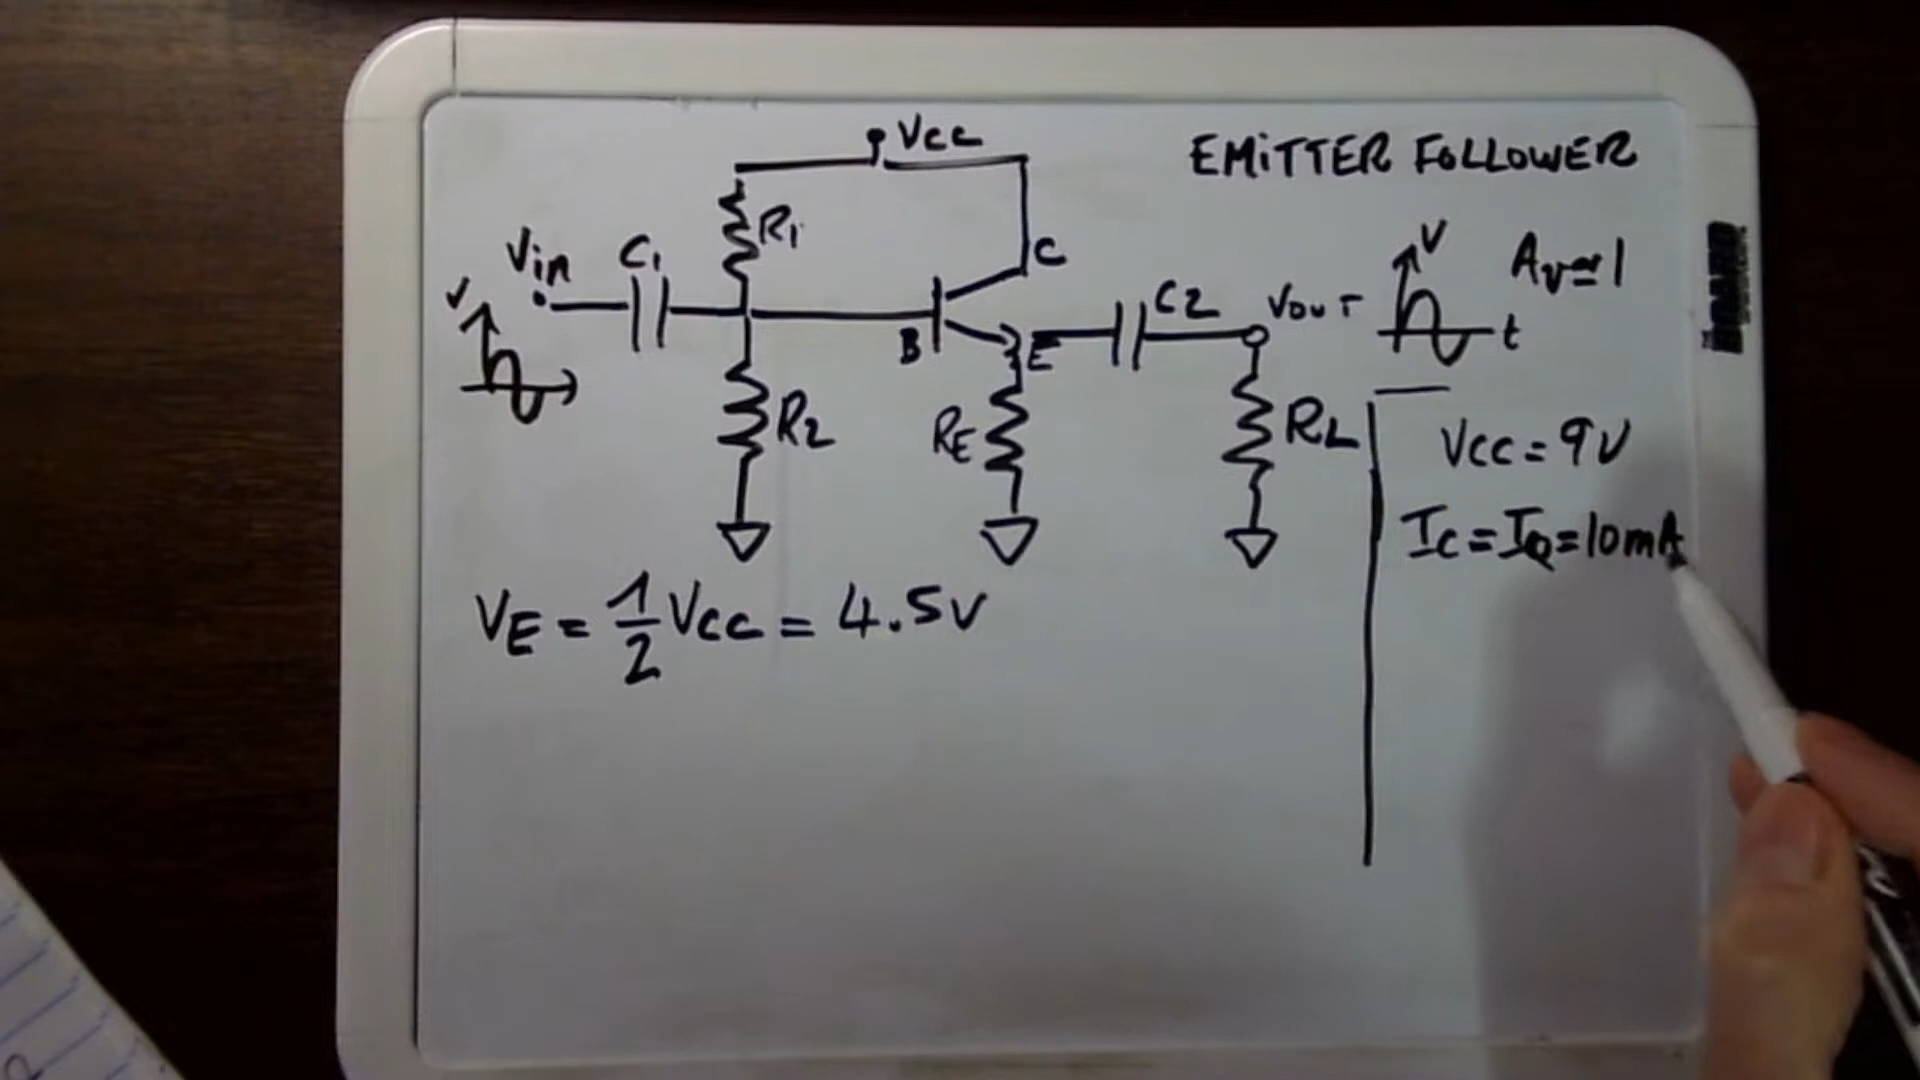 VCC
EMITTER FOLLOWER
R1
Vin
C1
C
V
Av≃1
V
C2
VOUT
t
B
E
R2
RE
RL
VCC = 9V
IC = IQ = 10mA
VE = 1/2 VCC = 4.5V
BOARD